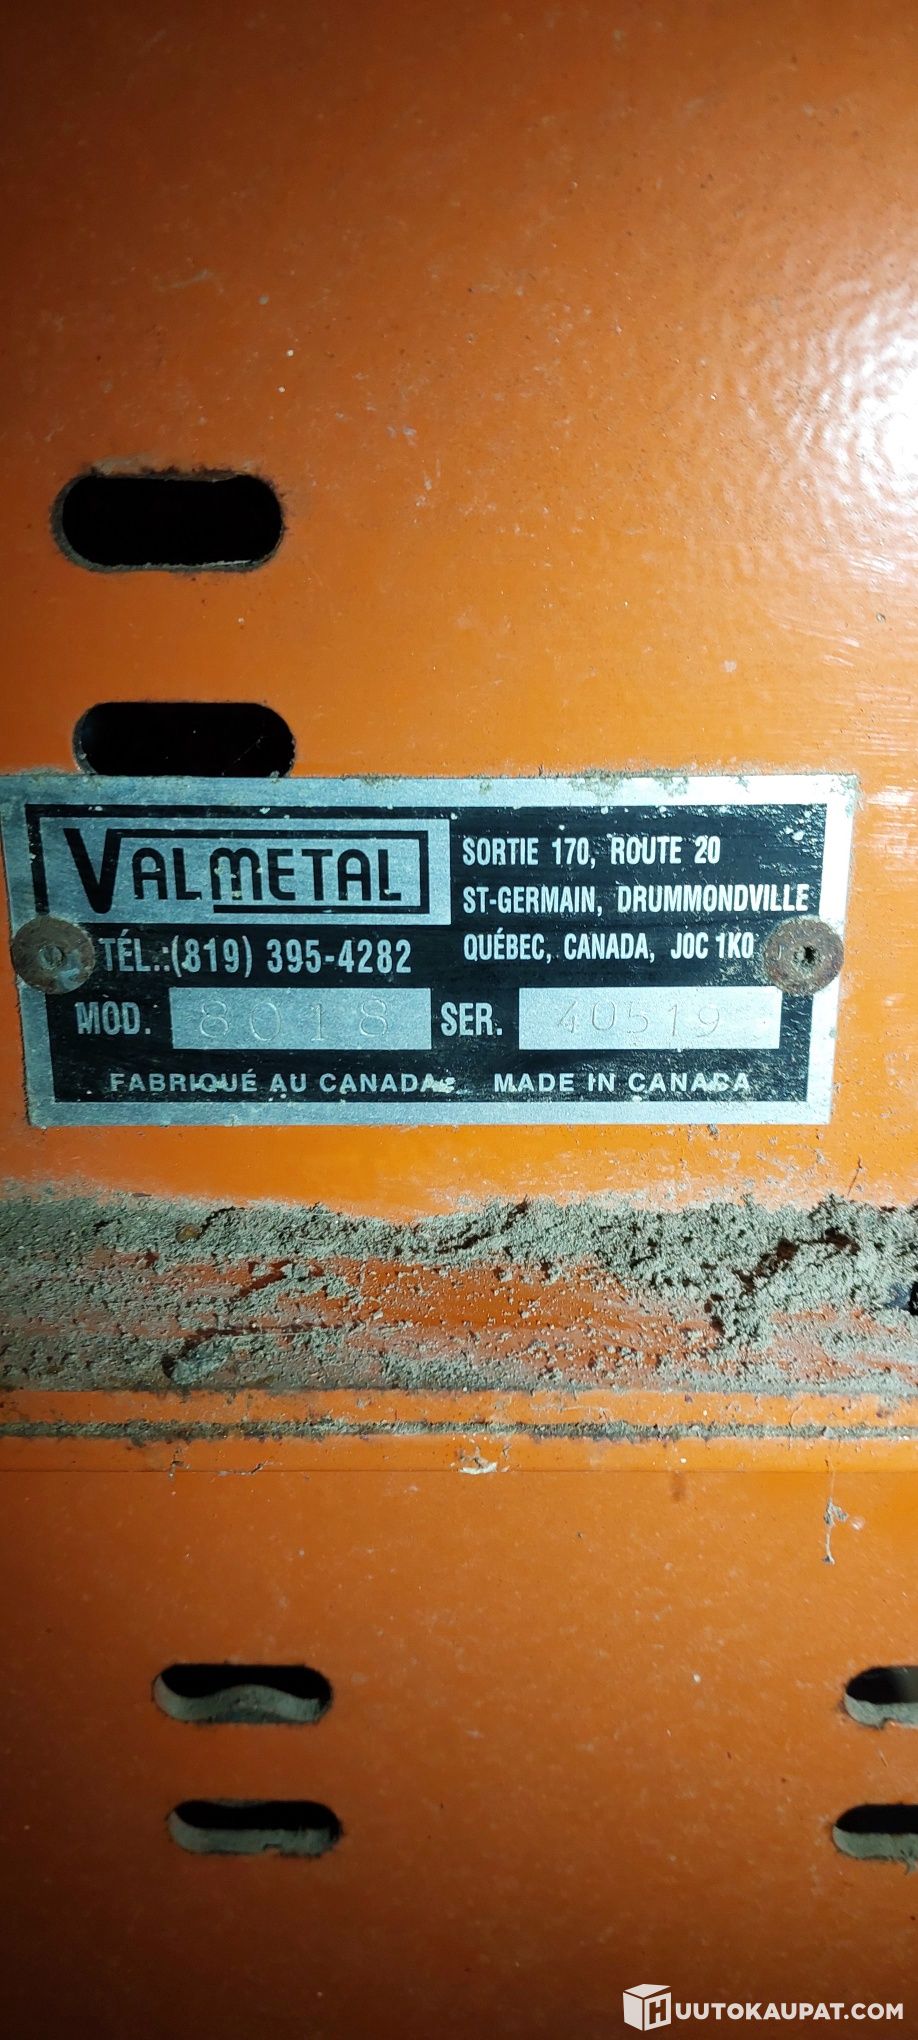 VALMETAL
SORTIE 170, ROUTE 20
ST-GERMAIN, DRUMMONDVILLE
QUÉBEC, CANADA, J0C 1K0
TÉL.:(819) 395-4282
MOD. 8018 SER. 40519
FABRIQUÉ AU CANADA MADE IN CANADA
HUUTOKAUPAT.COM